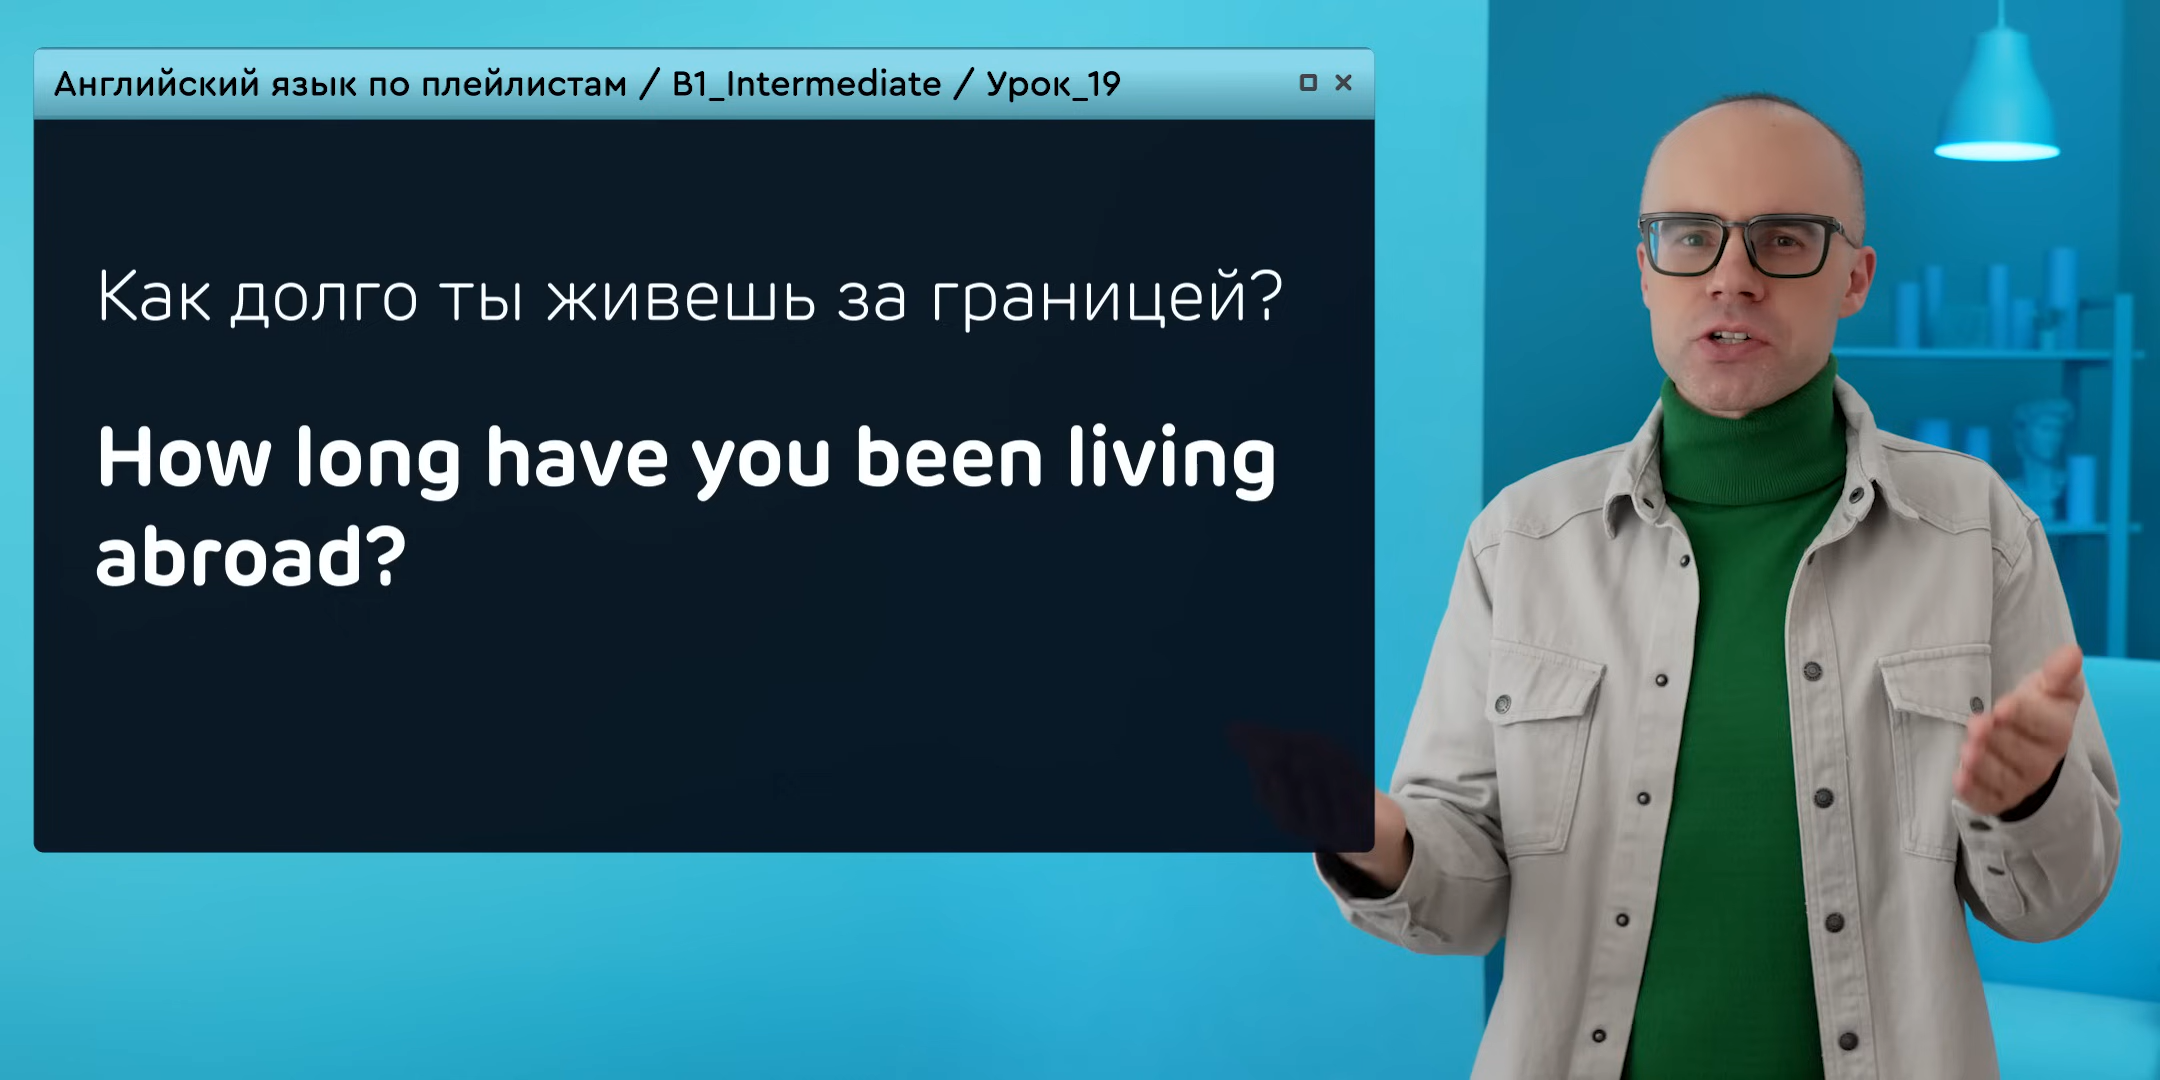 Английский язык по плейлистам / B1_Intermediate / Урок_19
Как долго ты живешь за границей?
How long have you been living
abroad?